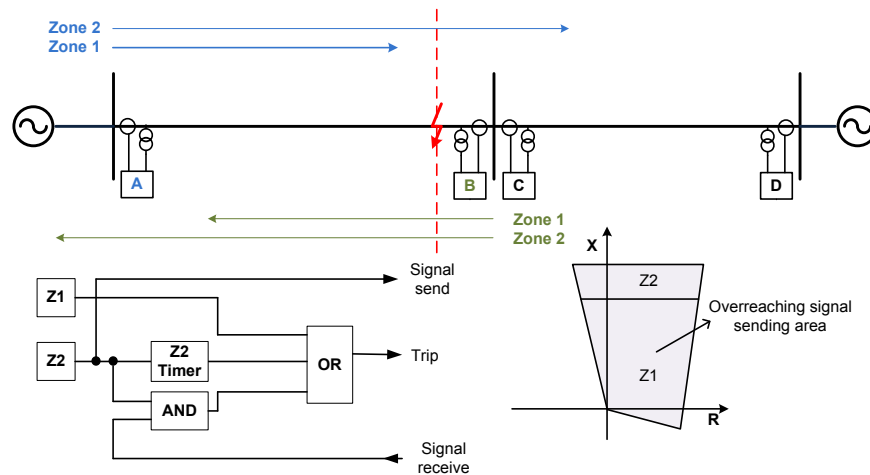 Zone 2
Zone 1
A
B
C
D
Zone 1
Zone 2
Signal
send
Z1
Z2
Z2
Timer
AND
OR
Trip
Signal
receive
X
Z2
Overreaching signal
sending area
Z1
R